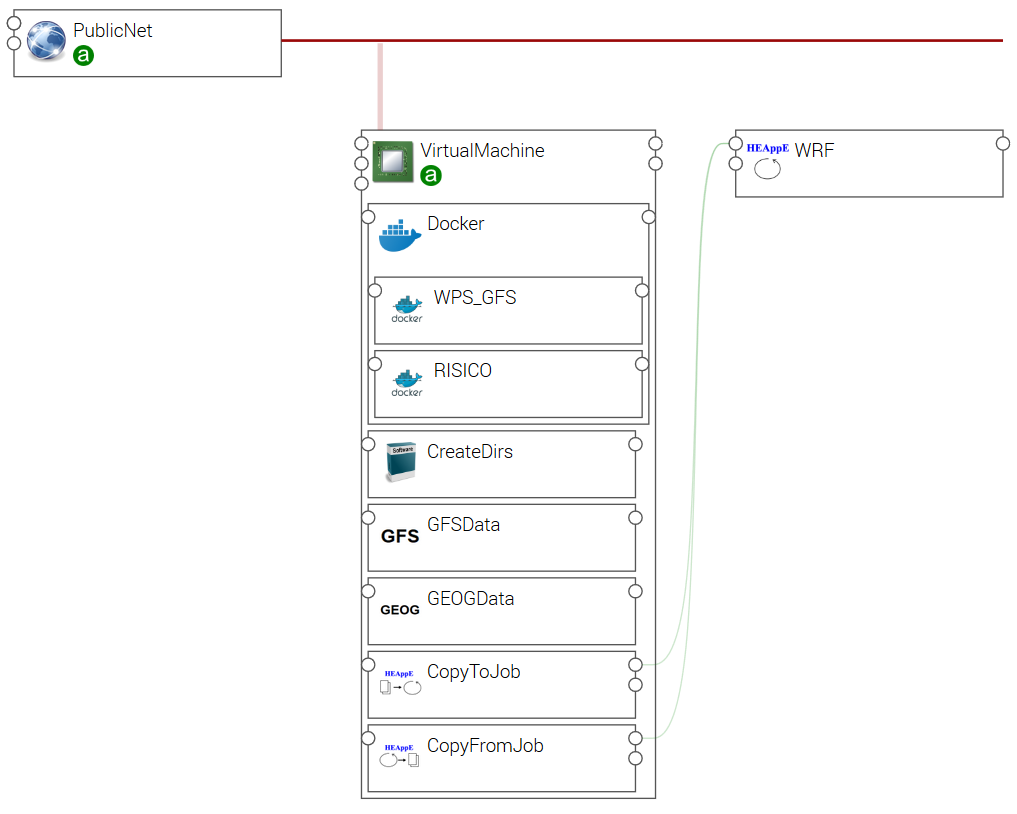 PublicNet
a
VirtualMachine
a
HEAppE WRF
Docker
WPS_GFS
docker
RISICO
docker
CreateDirs
Software
GFSData
GFS
GEOGData
GEOG
CopyToJob
HEAppE
CopyFromJob
HEAppE